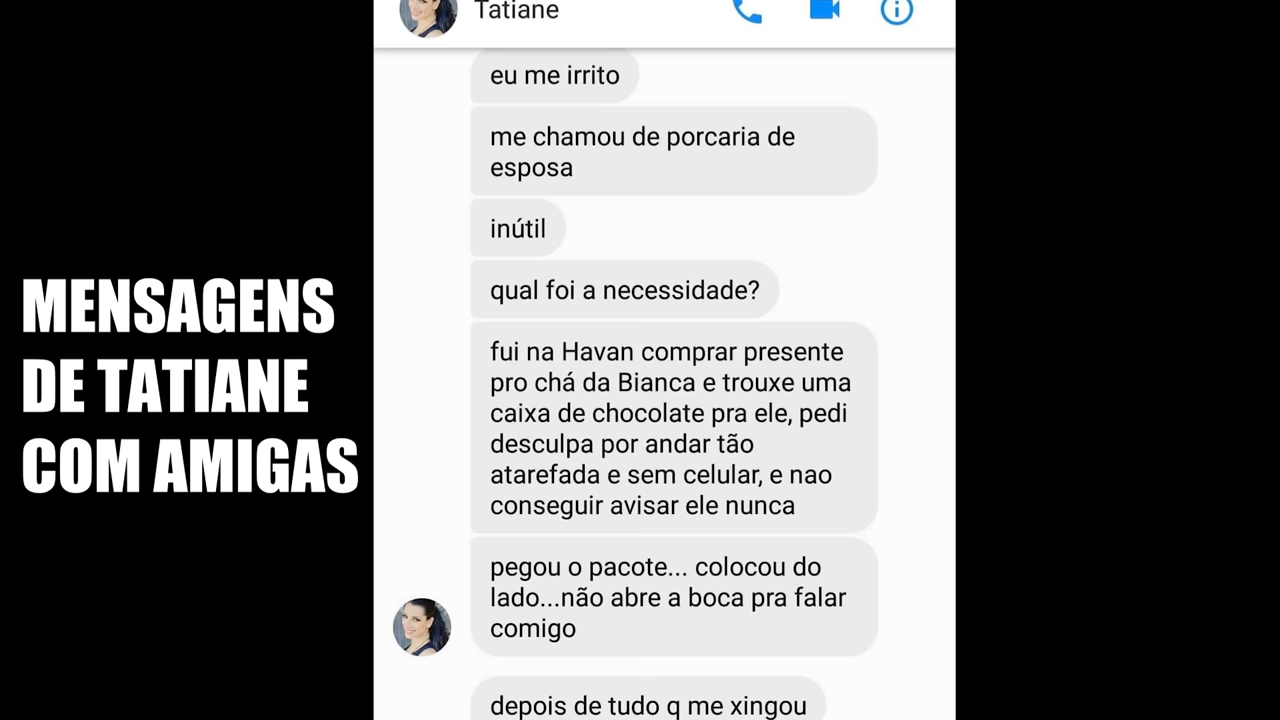 Tatiane
eu me irrito
me chamou de porcaria de
esposa
inútil
qual foi a necessidade?
fui na Havan comprar presente
pro chá da Bianca e trouxe uma
caixa de chocolate pra ele, pedi
desculpa por andar tão
atarefada e sem celular, e nao
conseguir avisar ele nunca
pegou o pacote... colocou do
lado...não abre a boca pra falar
comigo
depois de tudo q me xingou
MENSAGENS
DE TATIANE
COM AMIGAS